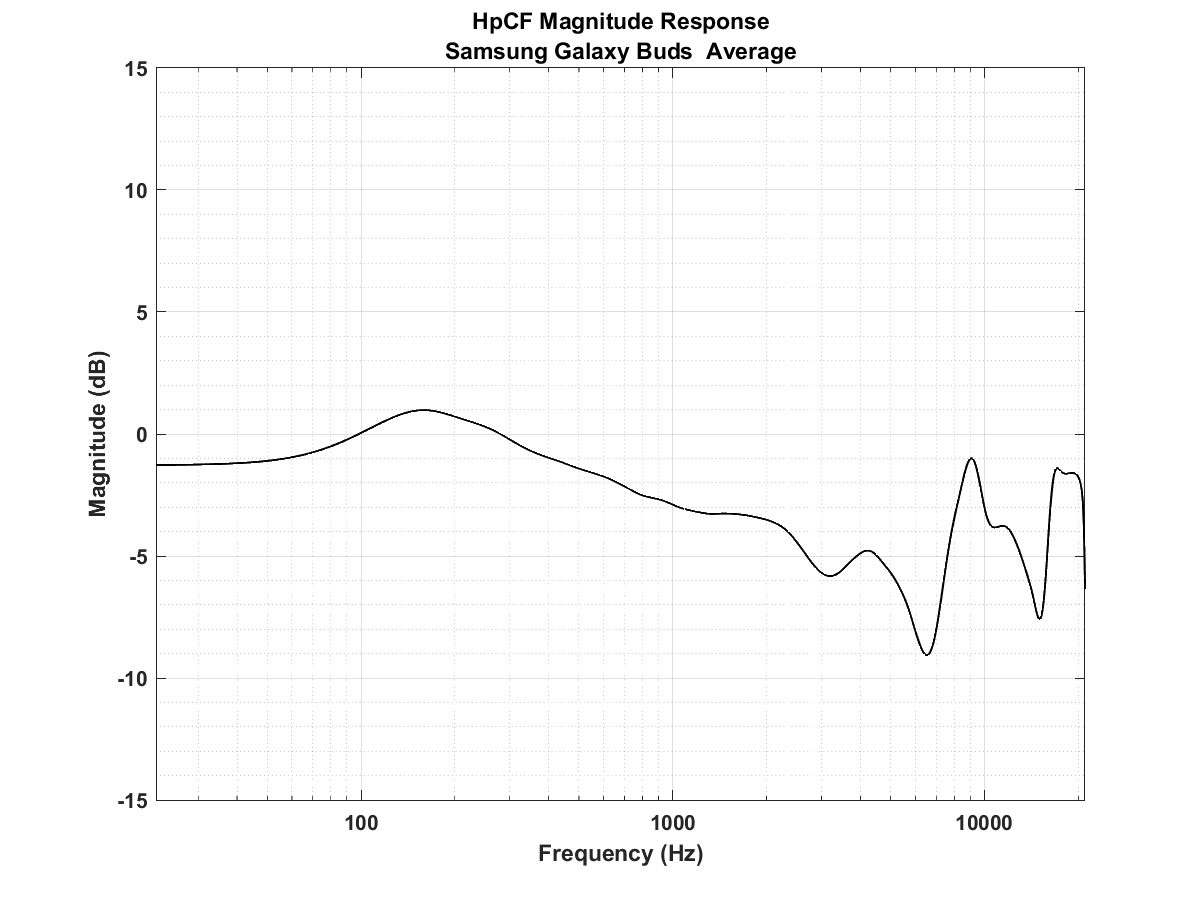 HpCF Magnitude Response
Samsung Galaxy Buds  Average
15
10
5
0
-5
-10
-15
Magnitude (dB)
100 1000 10000
Frequency (Hz)